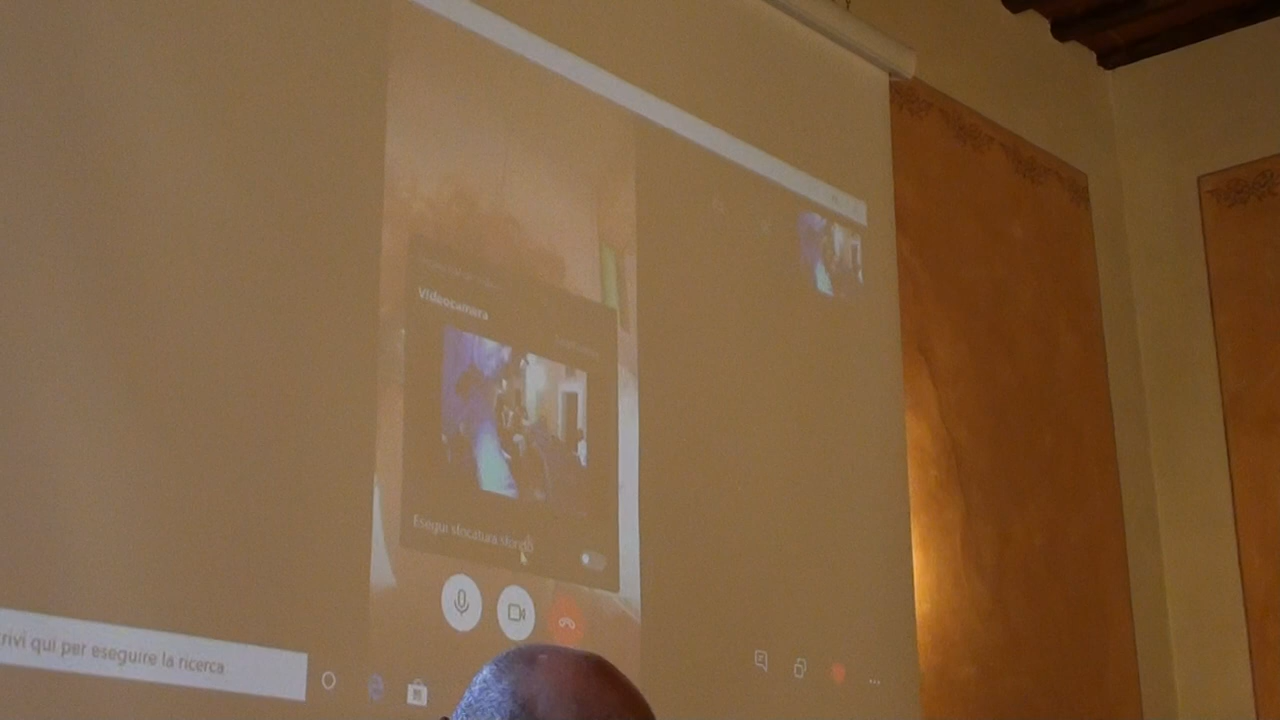 Videocamera
Esegui sfocatura sfondo
rivi qui per eseguire la ricerca